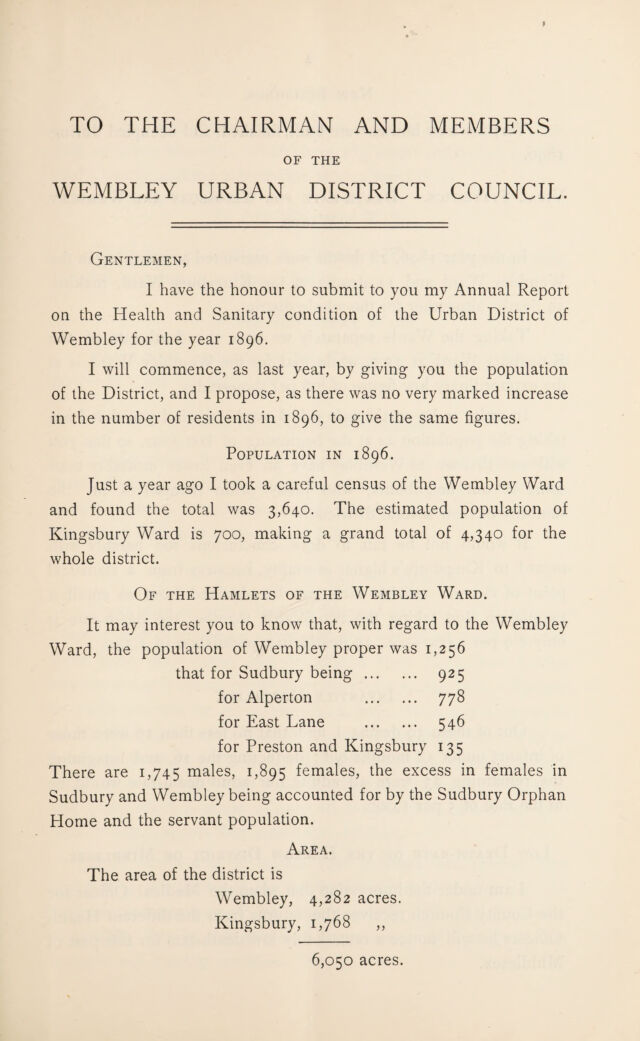 TO THE CHAIRMAN AND MEMBERS
OF THE
WEMBLEY URBAN DISTRICT COUNCIL.
Gentlemen,
I have the honour to submit to you my Annual Report
on the Health and Sanitary condition of the Urban District of
Wembley for the year 1896.
I will commence, as last year, by giving you the population
of the District, and I propose, as there was no very marked increase
in the number of residents in 1896, to give the same figures.
Population in 1896.
Just a year ago I took a careful census of the Wembley Ward
and found the total was 3,640. The estimated population of
Kingsbury Ward is 700, making a grand total of 4,340 for the
whole district.
Of the Hamlets of the Wembley Ward.
It may interest you to know that, with regard to the Wembley
Ward, the population of Wembley proper was 1,256
that for Sudbury being ... ... 925
for Alperton ... ... 778
for East Lane ... ... 546
for Preston and Kingsbury 135
There are 1,745 males, 1,895 females, the excess in females in
Sudbury and Wembley being accounted for by the Sudbury Orphan
Home and the servant population.
Area.
The area of the district is
Wembley, 4,282 acres.
Kingsbury, 1,768 „
6,050 acres.